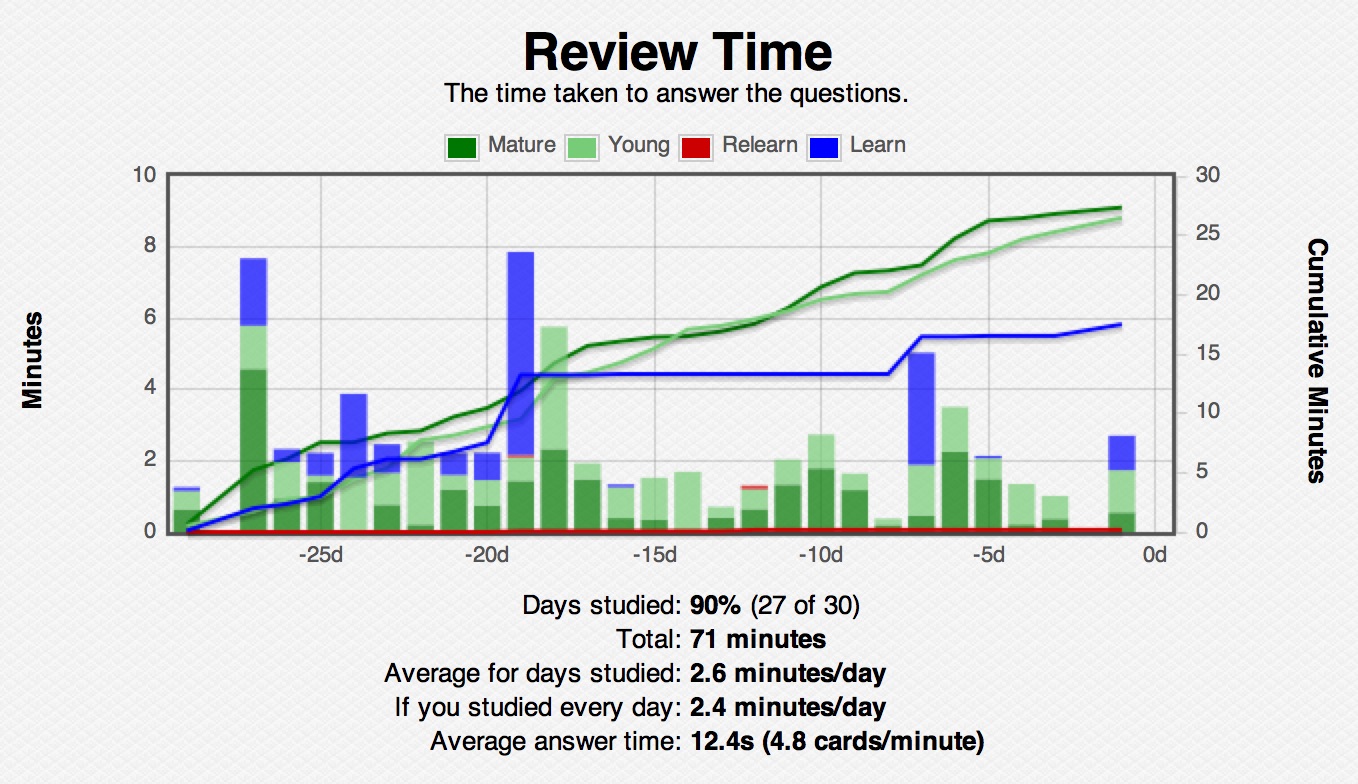 Review Time
The time taken to answer the questions.
Mature Young Relearn Learn
10
8
6
4
2
0
Minutes
30
25
20
15
10
5
0
Cumulative Minutes
-25d -20d -15d -10d -5d 0d
Days studied: 90% (27 of 30)
Total: 71 minutes
Average for days studied: 2.6 minutes/day
If you studied every day: 2.4 minutes/day
Average answer time: 12.4s (4.8 cards/minute)